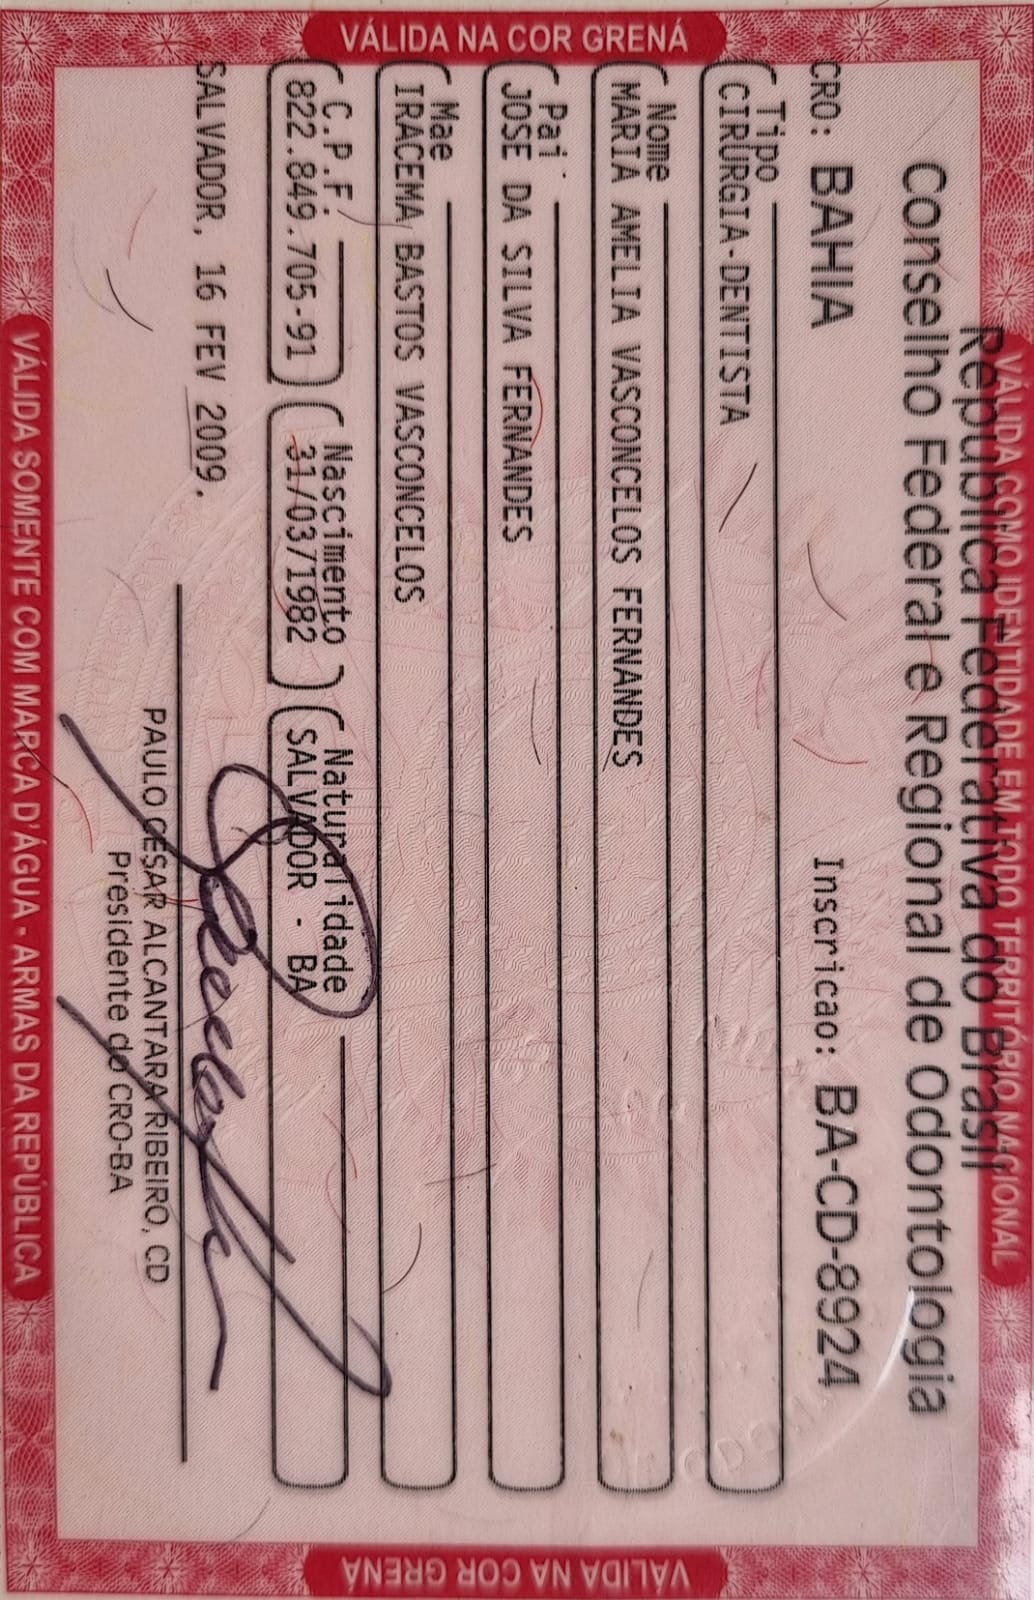 VÁLIDA COMO IDENTIDADE EM TODO TERRITÓRIO NACIONAL
República Federativa do Brasil
Conselho Federal e Regional de Odontologia
CRO: BAHIA Inscricao: BA-CD-8924
Tipo
CIRURGIA-DENTISTA
Nome
MARIA AMELIA VASCONCELOS FERNANDES
Pai
JOSE DA SILVA FERNANDES
Mae
IRACEMA BASTOS VASCONCELOS
C.P.F. Nascimento Naturalidade
822.849.705-91 31/03/1982 SALVADOR - BA
SALVADOR, 16 FEV 2009.
PAULO CÉSAR ALCANTARA RIBEIRO, CD
Presidente do CRO-BA
VÁLIDA SOMENTE COM MARCA D'ÁGUA - ARMAS DA REPÚBLICA
VÁLIDA NA COR GRENÁ
VÁLIDA NA COR GRENÁ